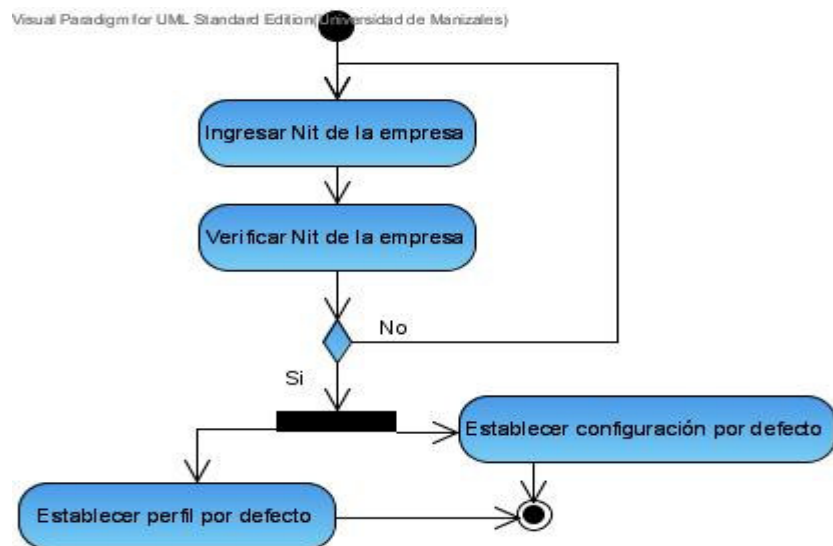 Visual Paradigm for UML Standard Edition(Universidad de Manizales)
Ingresar Nit de la empresa
Verificar Nit de la empresa
No
Si
Establecer configuración por defecto
Establecer perfil por defecto